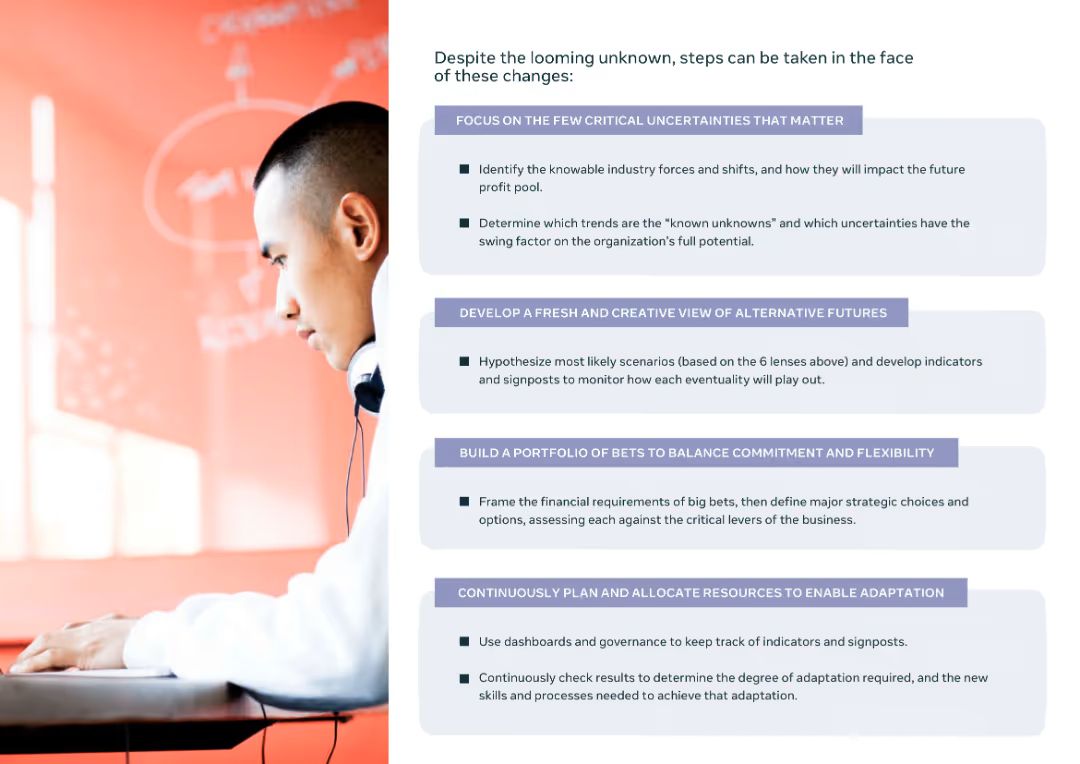 Despite the looming unknown, steps can be taken in the face
of these changes:
FOCUS ON THE FEW CRITICAL UNCERTAINTIES THAT MATTER
■ Identify the knowable industry forces and shifts, and how they will impact the future
profit pool.
■ Determine which trends are the “known unknowns” and which uncertainties have the
swing factor on the organization’s full potential.
DEVELOP A FRESH AND CREATIVE VIEW OF ALTERNATIVE FUTURES
■ Hypothesize most likely scenarios (based on the 6 lenses above) and develop indicators
and signposts to monitor how each eventuality will play out.
BUILD A PORTFOLIO OF BETS TO BALANCE COMMITMENT AND FLEXIBILITY
■ Frame the financial requirements of big bets, then define major strategic choices and
options, assessing each against the critical levers of the business.
CONTINUOUSLY PLAN AND ALLOCATE RESOURCES TO ENABLE ADAPTATION
■ Use dashboards and governance to keep track of indicators and signposts.
■ Continuously check results to determine the degree of adaptation required, and the new
skills and processes needed to achieve that adaptation.